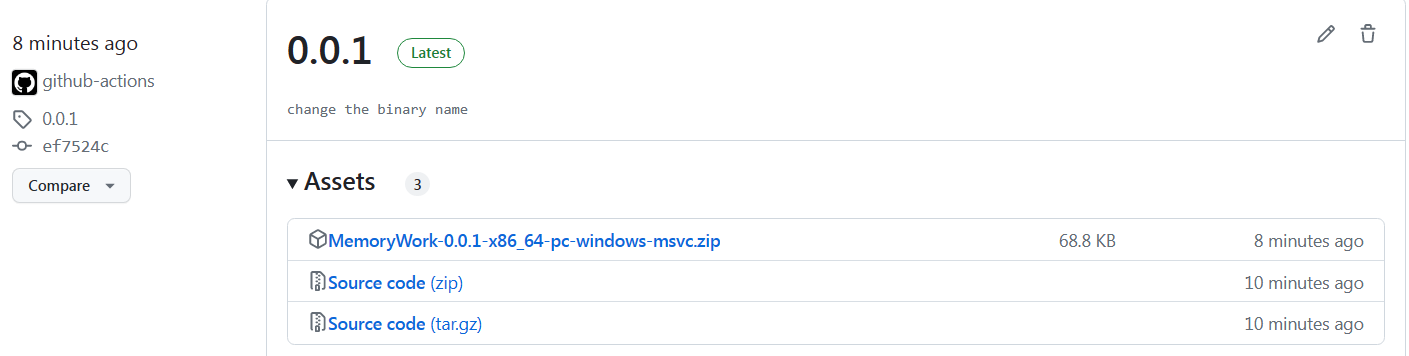 8 minutes ago
github-actions
0.0.1
ef7524c
Compare
0.0.1 Latest
change the binary name
Assets 3
MemoryWork-0.0.1-x86_64-pc-windows-msvc.zip 68.8 KB 8 minutes ago
Source code (zip) 10 minutes ago
Source code (tar.gz) 10 minutes ago